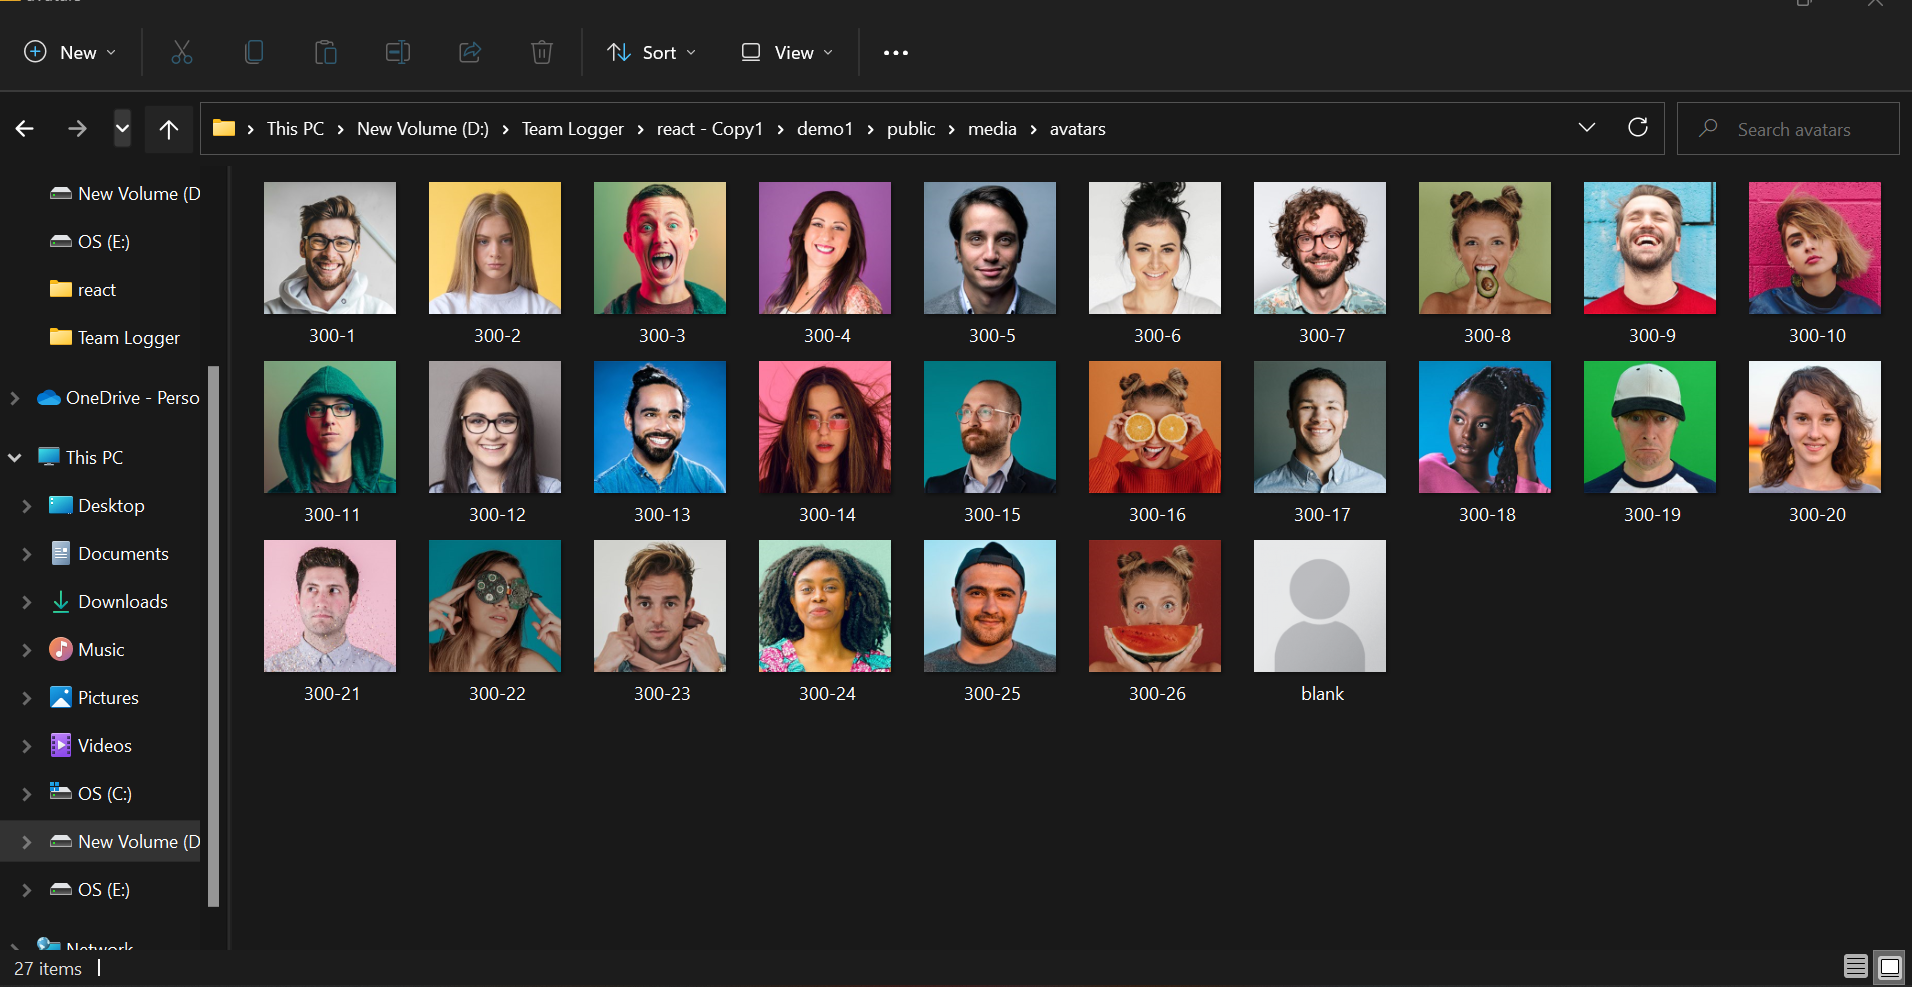 New
Sort
View
This PC > New Volume (D:) > Team Logger > react - Copy1 > demo1 > public > media > avatars
Search avatars
New Volume (D
OS (E:)
react
Team Logger
OneDrive - Perso
This PC
Desktop
Documents
Downloads
Music
Pictures
Videos
OS (C:)
New Volume (D
OS (E:)
Network
300-1 300-2 300-3 300-4 300-5 300-6 300-7 300-8 300-9 300-10
300-11 300-12 300-13 300-14 300-15 300-16 300-17 300-18 300-19 300-20
300-21 300-22 300-23 300-24 300-25 300-26 blank
27 items